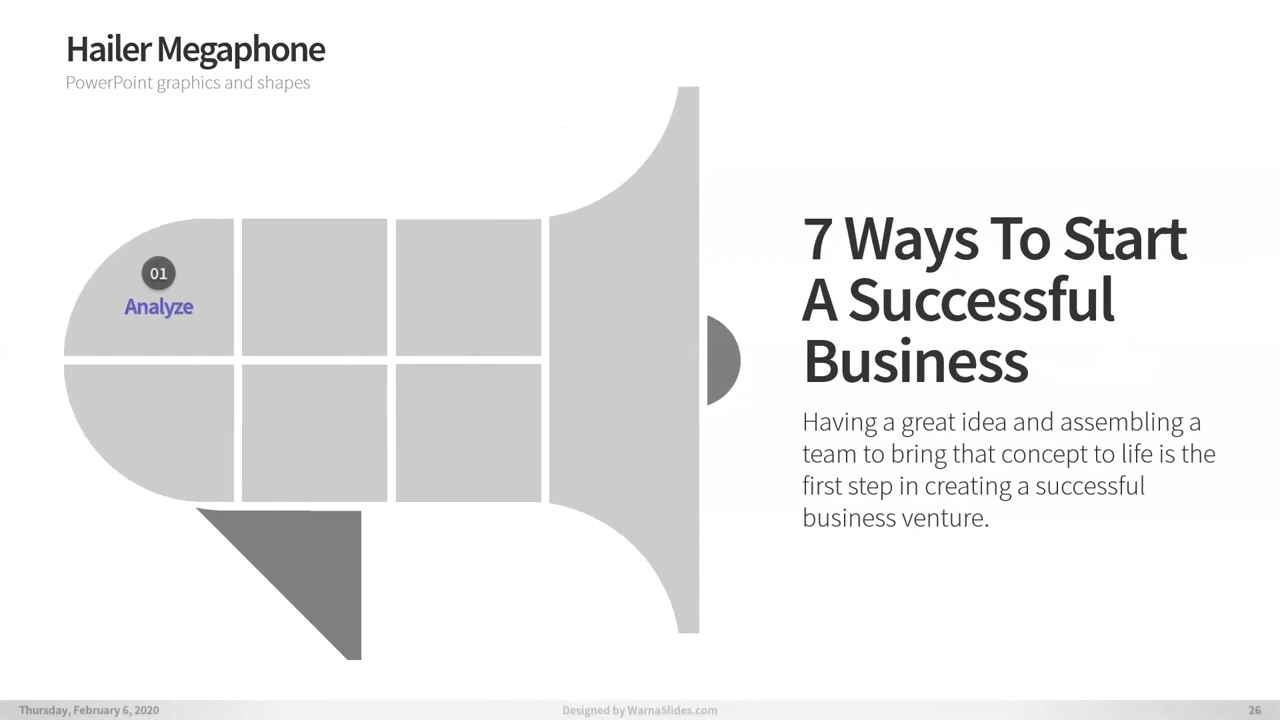 Hailer Megaphone
PowerPoint graphics and shapes
01
Analyze
7 Ways To Start
A Successful
Business
Having a great idea and assembling a
team to bring that concept to life is the
first step in creating a successful
business venture.
Thursday, February 6, 2020
Designed by WarnaSlides.com
26